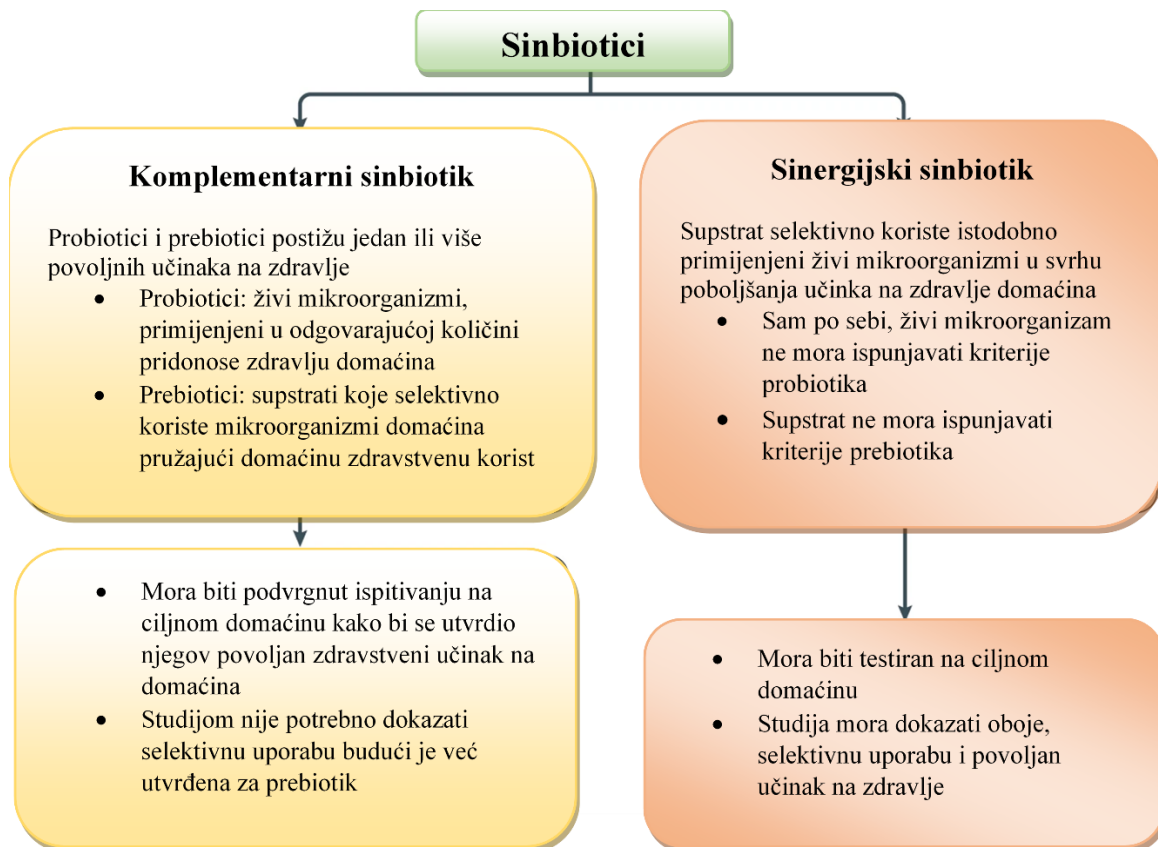 Sinbiotici
Komplementarni sinbiotik
Probiotici i prebiotici postižu jedan ili više
povoljnih učinaka na zdravlje
• Probiotici: živi mikroorganizmi,
primijenjeni u odgovarajućoj količini
pridonose zdravlju domaćina
• Prebiotici: supstrati koje selektivno
koriste mikroorganizmi domaćina
pružajući domaćinu zdravstvenu korist
Sinergijski sinbiotik
Supstrat selektivno koriste istodobno
primijenjeni živi mikroorganizmi u svrhu
poboljšanja učinka na zdravlje domaćina
• Sam po sebi, živi mikroorganizam
ne mora ispunjavati kriterije
probiotika
• Supstrat ne mora ispunjavati
kriterije prebiotika
• Mora biti podvrgnut ispitivanju na
ciljnom domaćinu kako bi se utvrdio
njegov povoljan zdravstveni učinak na
domaćina
• Studijom nije potrebno dokazati
selektivnu uporabu budući je već
utvrđena za prebiotik
• Mora biti testiran na ciljnom
domaćinu
• Studija mora dokazati oboje,
selektivnu uporabu i povoljan
učinak na zdravlje